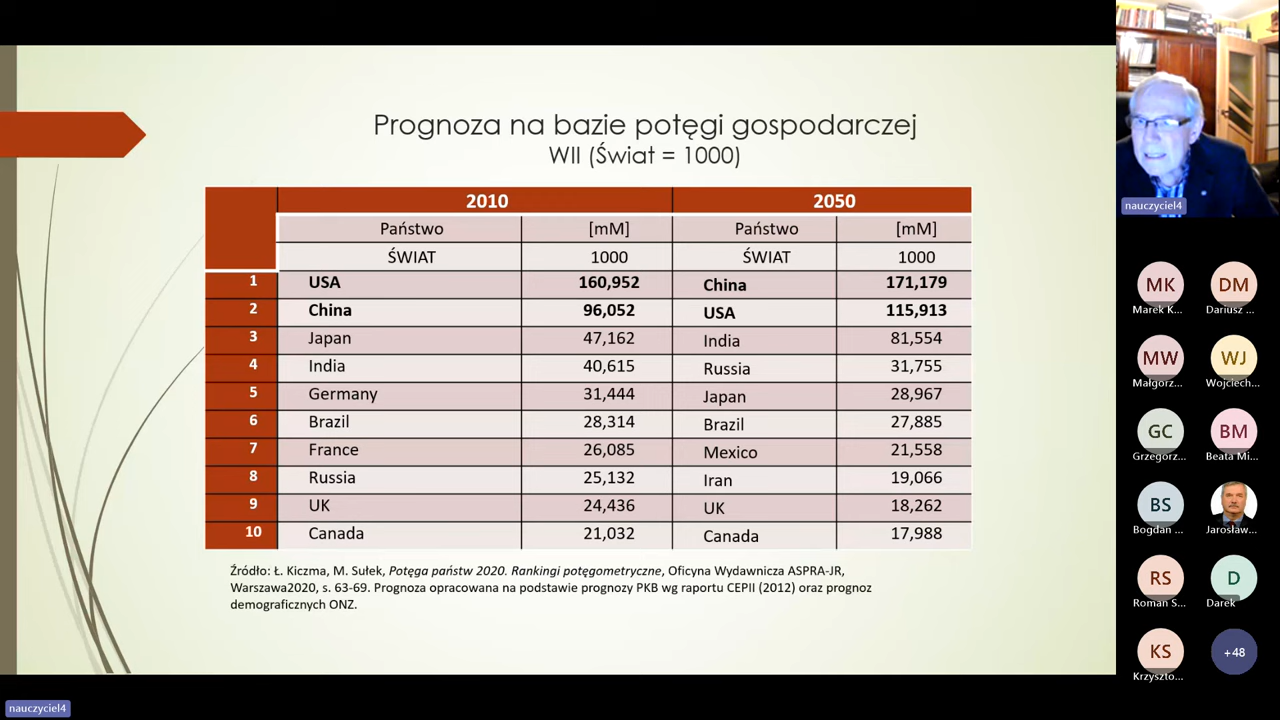 Prognoza na bazie potęgi gospodarczej
WII (Świat = 1000)
2010 2050
Państwo [mM] Państwo [mM]
ŚWIAT 1000 ŚWIAT 1000
1 USA 160,952 China 171,179
2 China 96,052 USA 115,913
3 Japan 47,162 India 81,554
4 India 40,615 Russia 31,755
5 Germany 31,444 Japan 28,967
6 Brazil 28,314 Brazil 27,885
7 France 26,085 Mexico 21,558
8 Russia 25,132 Iran 19,066
9 UK 24,436 UK 18,262
10 Canada 21,032 Canada 17,988
Źródło: Ł. Kiczma, M. Sułek, Potęga państw 2020. Rankingi potęgometryczne, Oficyna Wydawnicza ASPRA-JR,
Warszawa2020, s. 63-69. Prognoza opracowana na podstawie prognozy PKB wg raportu CEPII (2012) oraz prognoz
demograficznych ONZ.
nauczyciel4
nauczyciel4
MK DM
Marek K... Dariusz ...
MW WJ
Małgorz... Wojciech...
GC BM
Grzegorz... Beata Mi...
BS
Bogdan ... Jarosław...
RS D
Roman S... Darek
KS +48
Krzyszto...